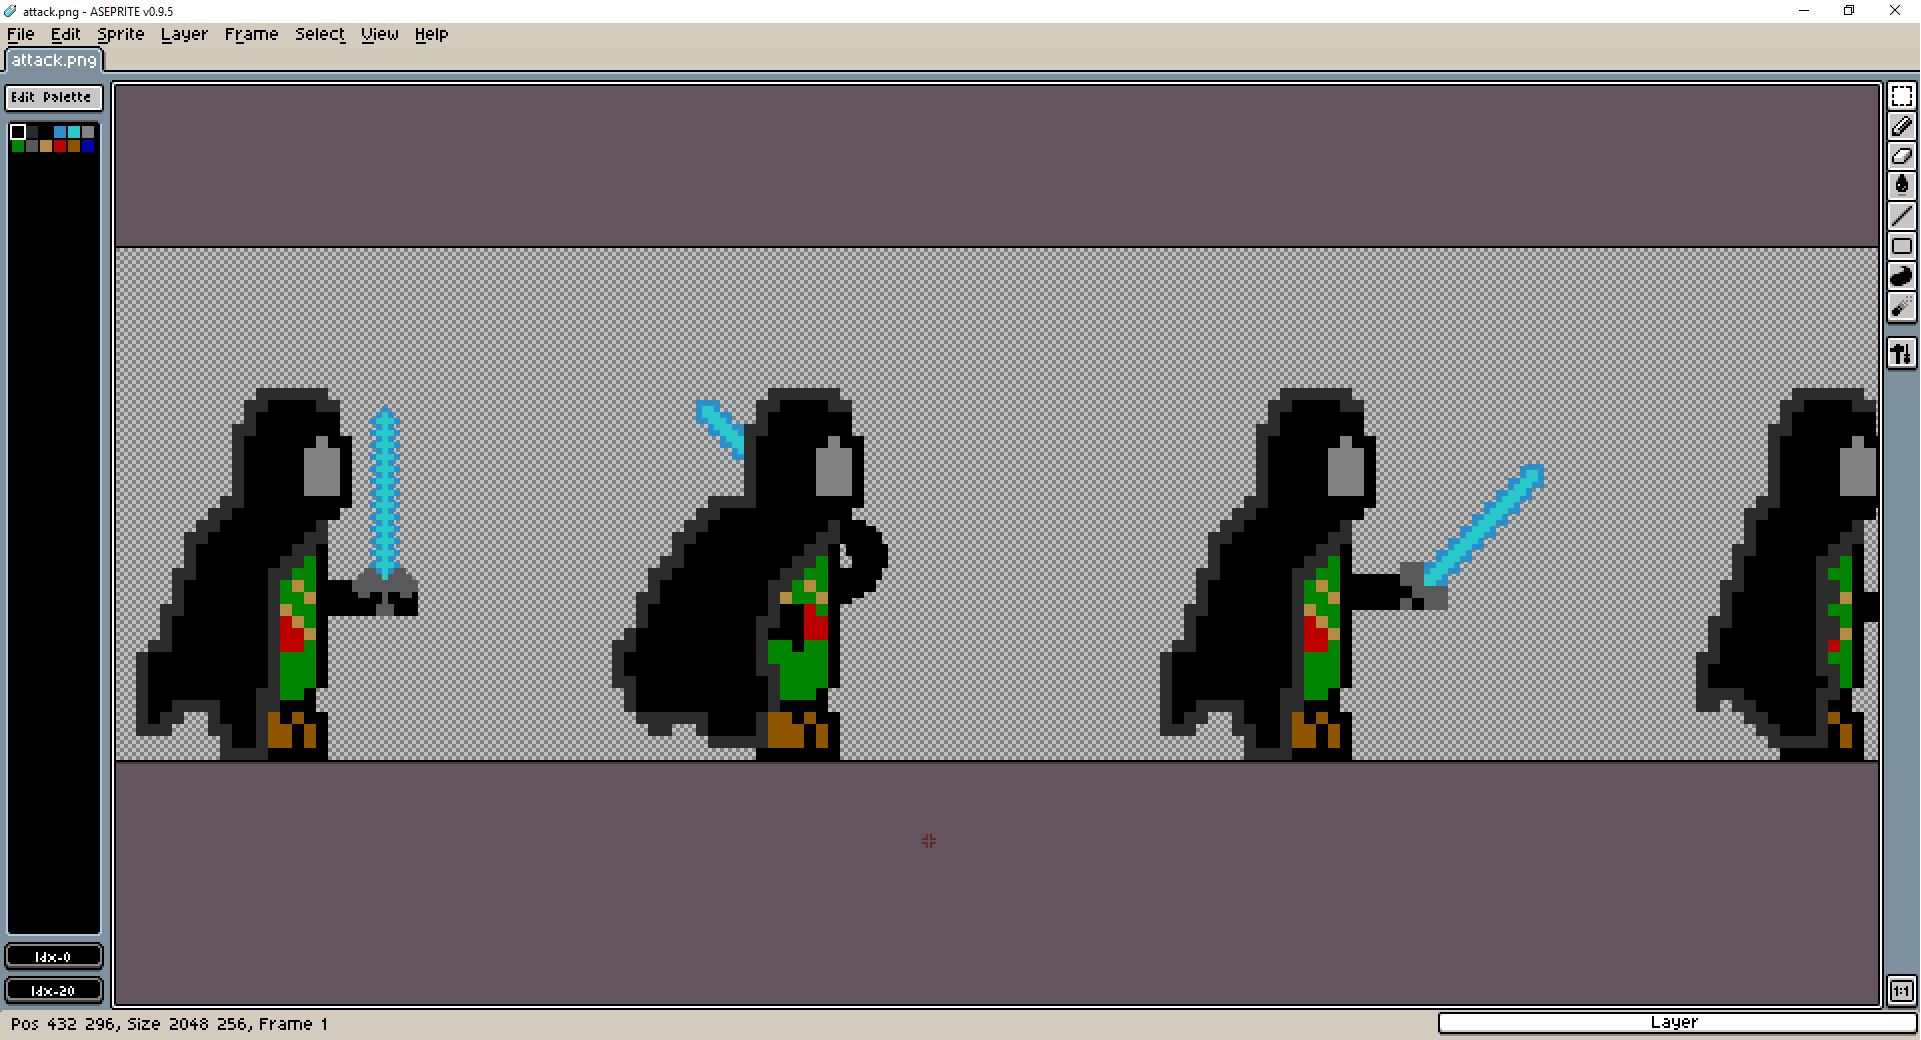 attack.png - ASEPRITE v0.9.5
File Edit Sprite Layer Frame Select View Help
attack.png
Edit Palette
Idx-0
Idx-20
1:1
Pos 432 296, Size 2048 256, Frame 1
Layer